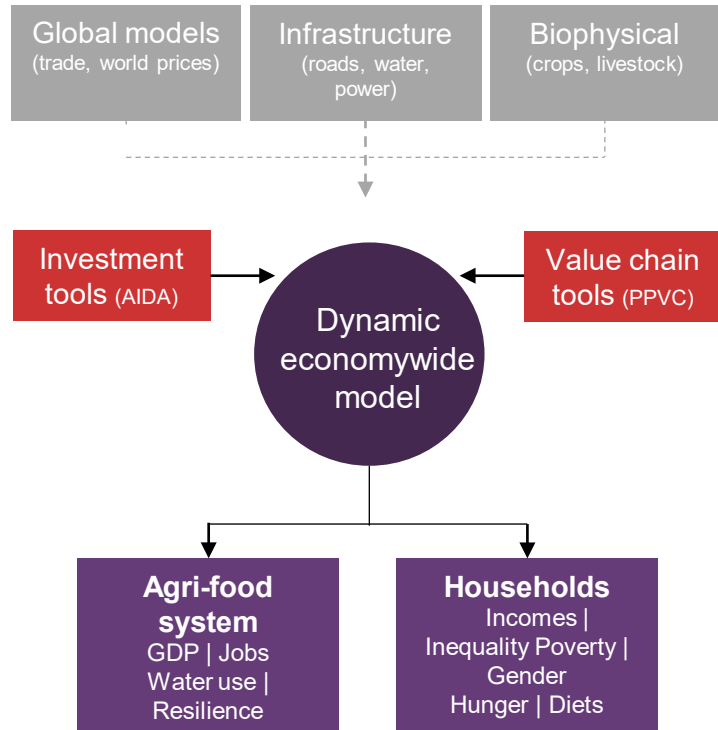 Global models
(trade, world prices)
Infrastructure
(roads, water,
power)
Biophysical
(crops, livestock)
Investment
tools (AIDA)
Value chain
tools (PPVC)
Dynamic
economywide
model
Agri-food
system
GDP | Jobs
Water use |
Resilience
Households
Incomes |
Inequality Poverty |
Gender
Hunger | Diets